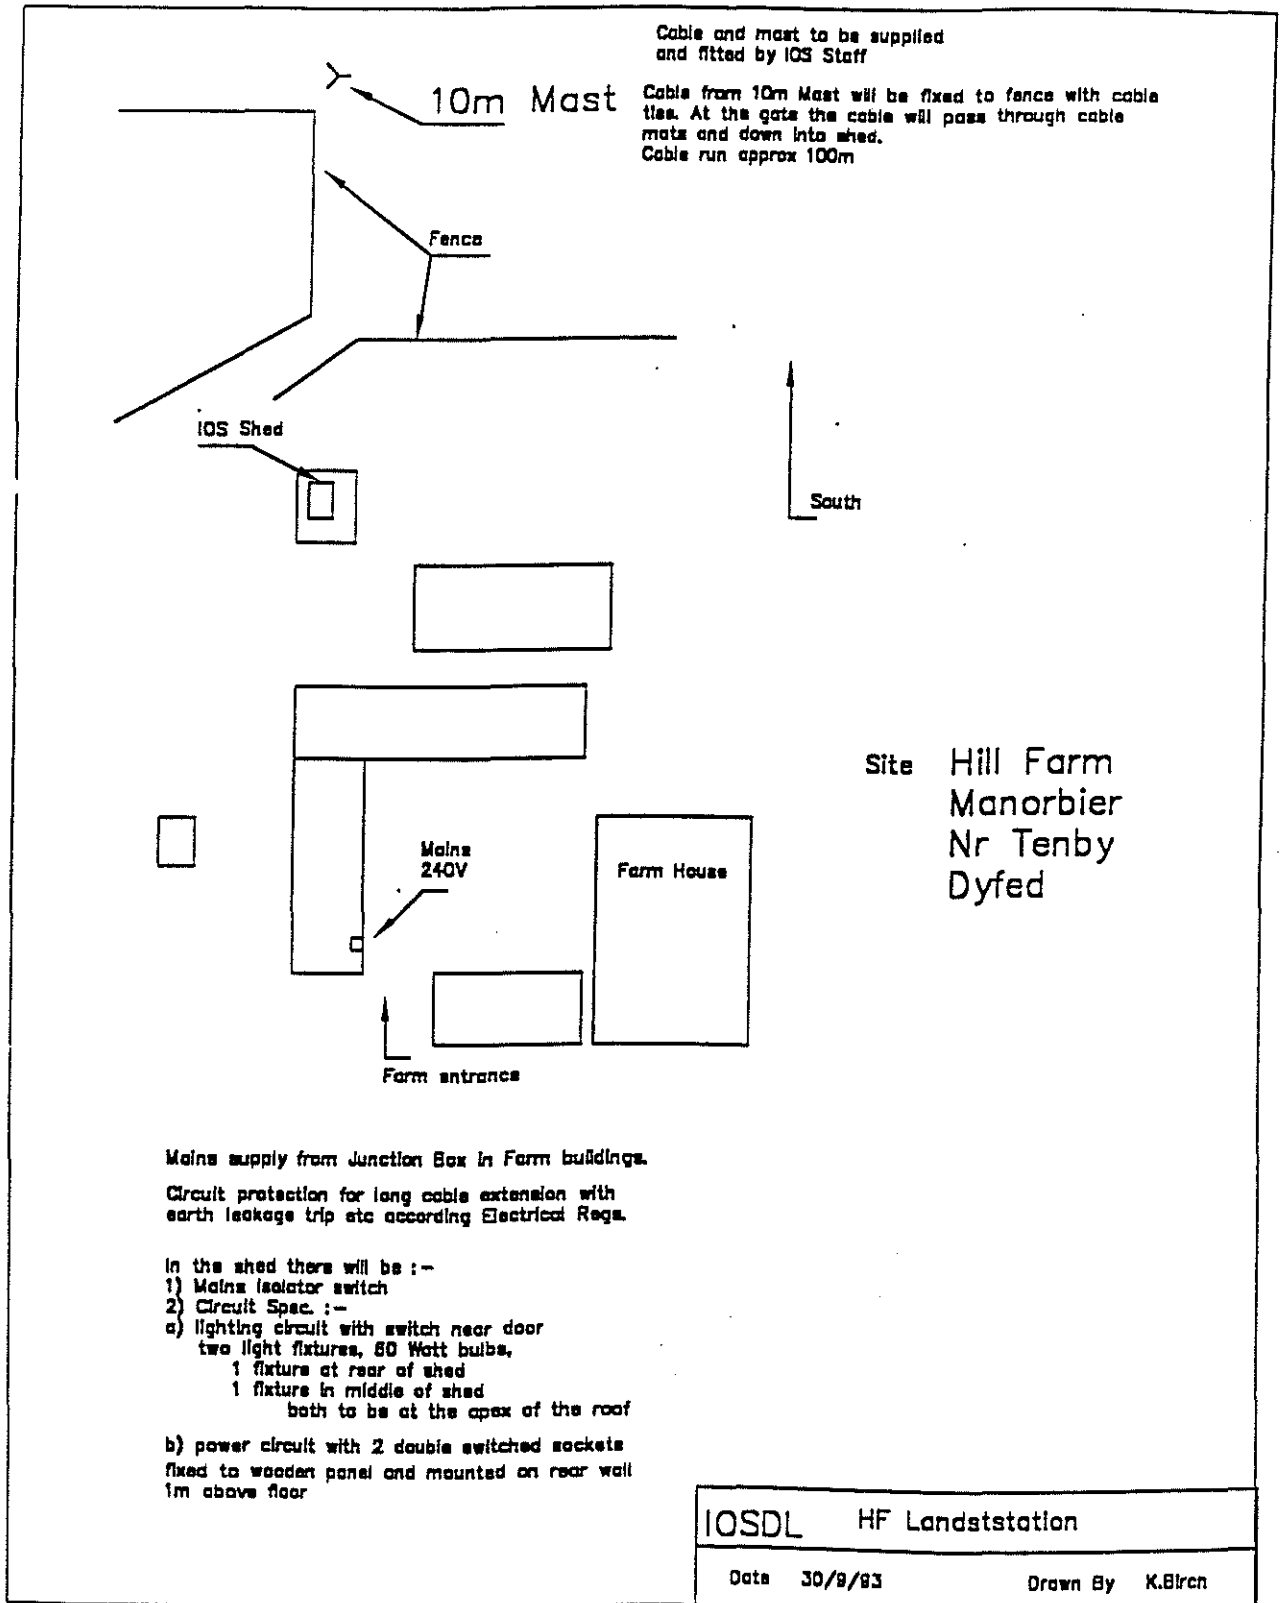 Cable and mast to be supplied
and fitted by IOS Staff
10m Mast
Cable from 10m Mast will be fixed to fence with cable
ties. At the gate the cable will pass through cable
mats and down into shed.
Cable run approx 100m
Fence
IOS Shed
South
Site Hill Farm
Manorbier
Nr Tenby
Dyfed
Mains
240V
Farm House
Farm entrance
Mains supply from Junction Box in Farm buildings.
Circuit protection for long cable extension with
earth leakage trip etc according Electrical Regs.
In the shed there will be :-
1) Mains isolator switch
2) Circuit Spec. :-
a) lighting circuit with switch near door
two light fixtures, 60 Watt bulbs,
1 fixture at rear of shed
1 fixture in middle of shed
both to be at the apex of the roof
b) power circuit with 2 double switched sockets
fixed to wooden panel and mounted on rear wall
1m above floor
IOSDL HF Landststation
Date 30/9/93 Drawn By K.Birch